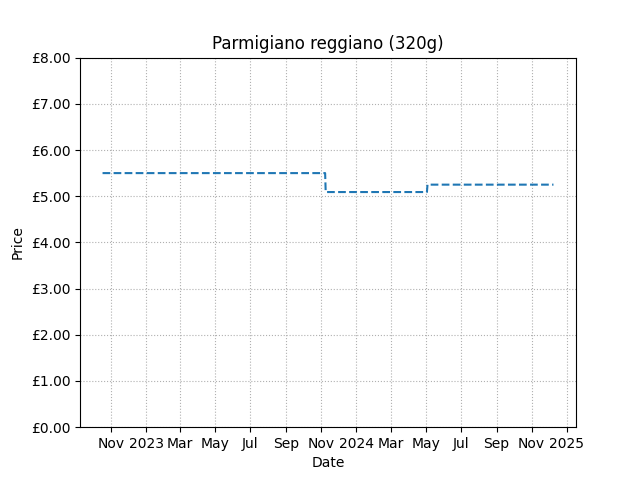 Parmigiano reggiano (320g)
£8.00
£7.00
£6.00
£5.00
£4.00
£3.00
£2.00
£1.00
£0.00
Price
Nov 2023 Mar May Jul Sep Nov 2024 Mar May Jul Sep Nov 2025
Date